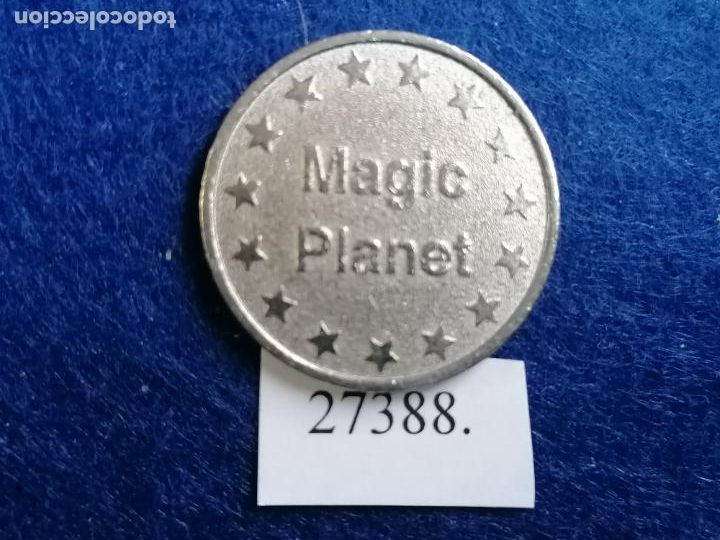 todocoleccion
Magic
Planet
27388.